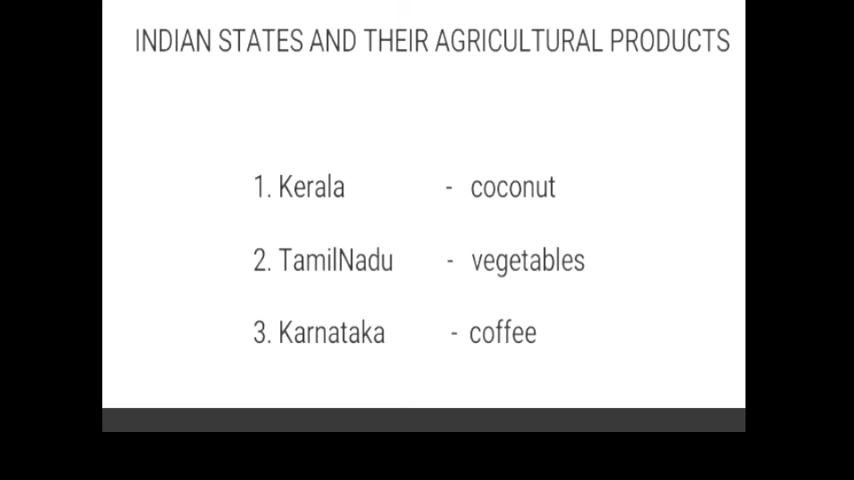 INDIAN STATES AND THEIR AGRICULTURAL PRODUCTS
1. Kerala - coconut
2. TamilNadu - vegetables
3. Karnataka - coffee